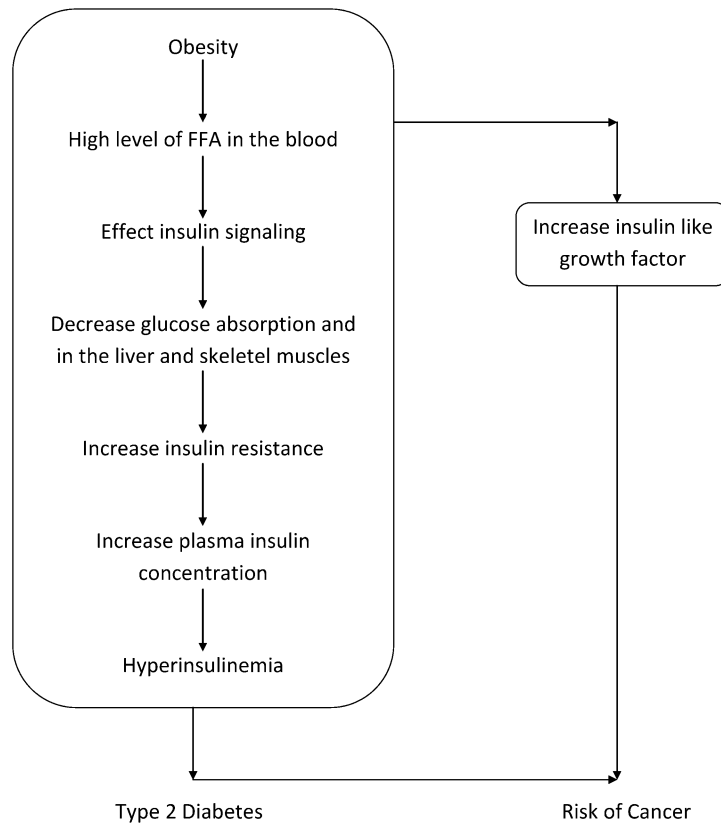 Obesity
High level of FFA in the blood
Effect insulin signaling
Decrease glucose absorption and
in the liver and skeletel muscles
Increase insulin resistance
Increase plasma insulin
concentration
Hyperinsulinemia
Increase insulin like
growth factor
Type 2 Diabetes
Risk of Cancer